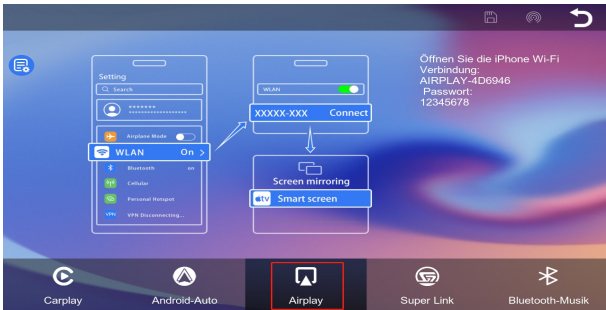 Setting
Search
*******
******************
Airplane Mode
WLAN On >
Bluetooth on
Cellular
Personal Hotspot
VPN VPN Disconnecting...
WLAN
XXXXX-XXX Connect
Screen mirroring
tv Smart screen
Öffnen Sie die iPhone Wi-Fi
Verbindung:
AIRPLAY-4D6946
Passwort:
12345678
Carplay
Android-Auto
Airplay
Super Link
Bluetooth-Musik